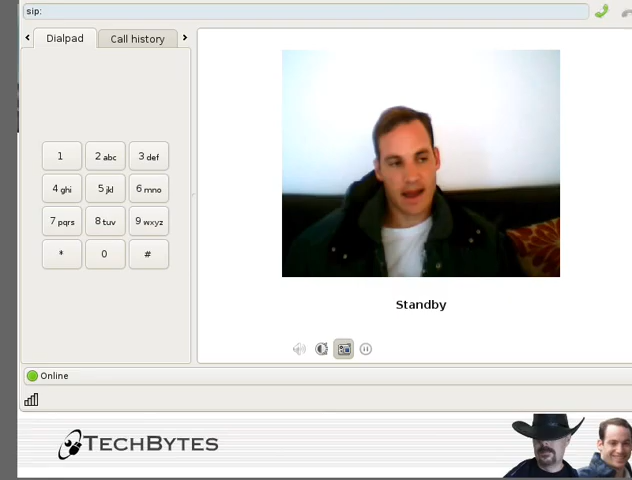 sip:
Dialpad
Call history
1
2 abc
3 def
4 ghi
5 jkl
6 mno
7 pqrs
8 tuv
9 wxyz
*
0
#
Standby
Online
TECHBYTES